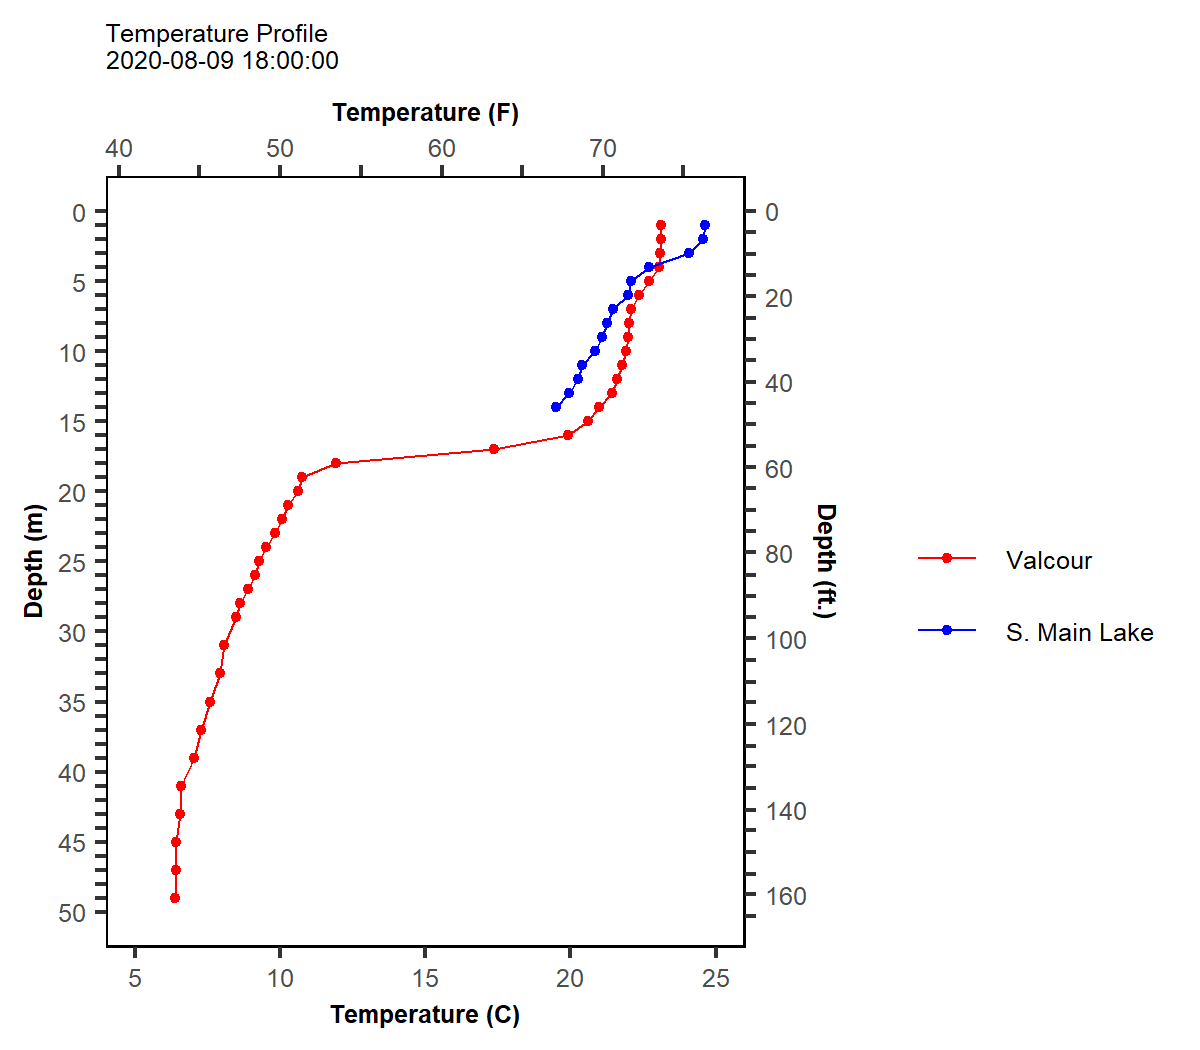 Temperature Profile
2020-08-09 18:00:00
Temperature (F)
40 50 60 70
0
5
10
15
20
25
30
35
40
45
50
Depth (m)
0
20
40
60
80
100
120
140
160
Depth (ft.)
Valcour
S. Main Lake
5 10 15 20 25
Temperature (C)